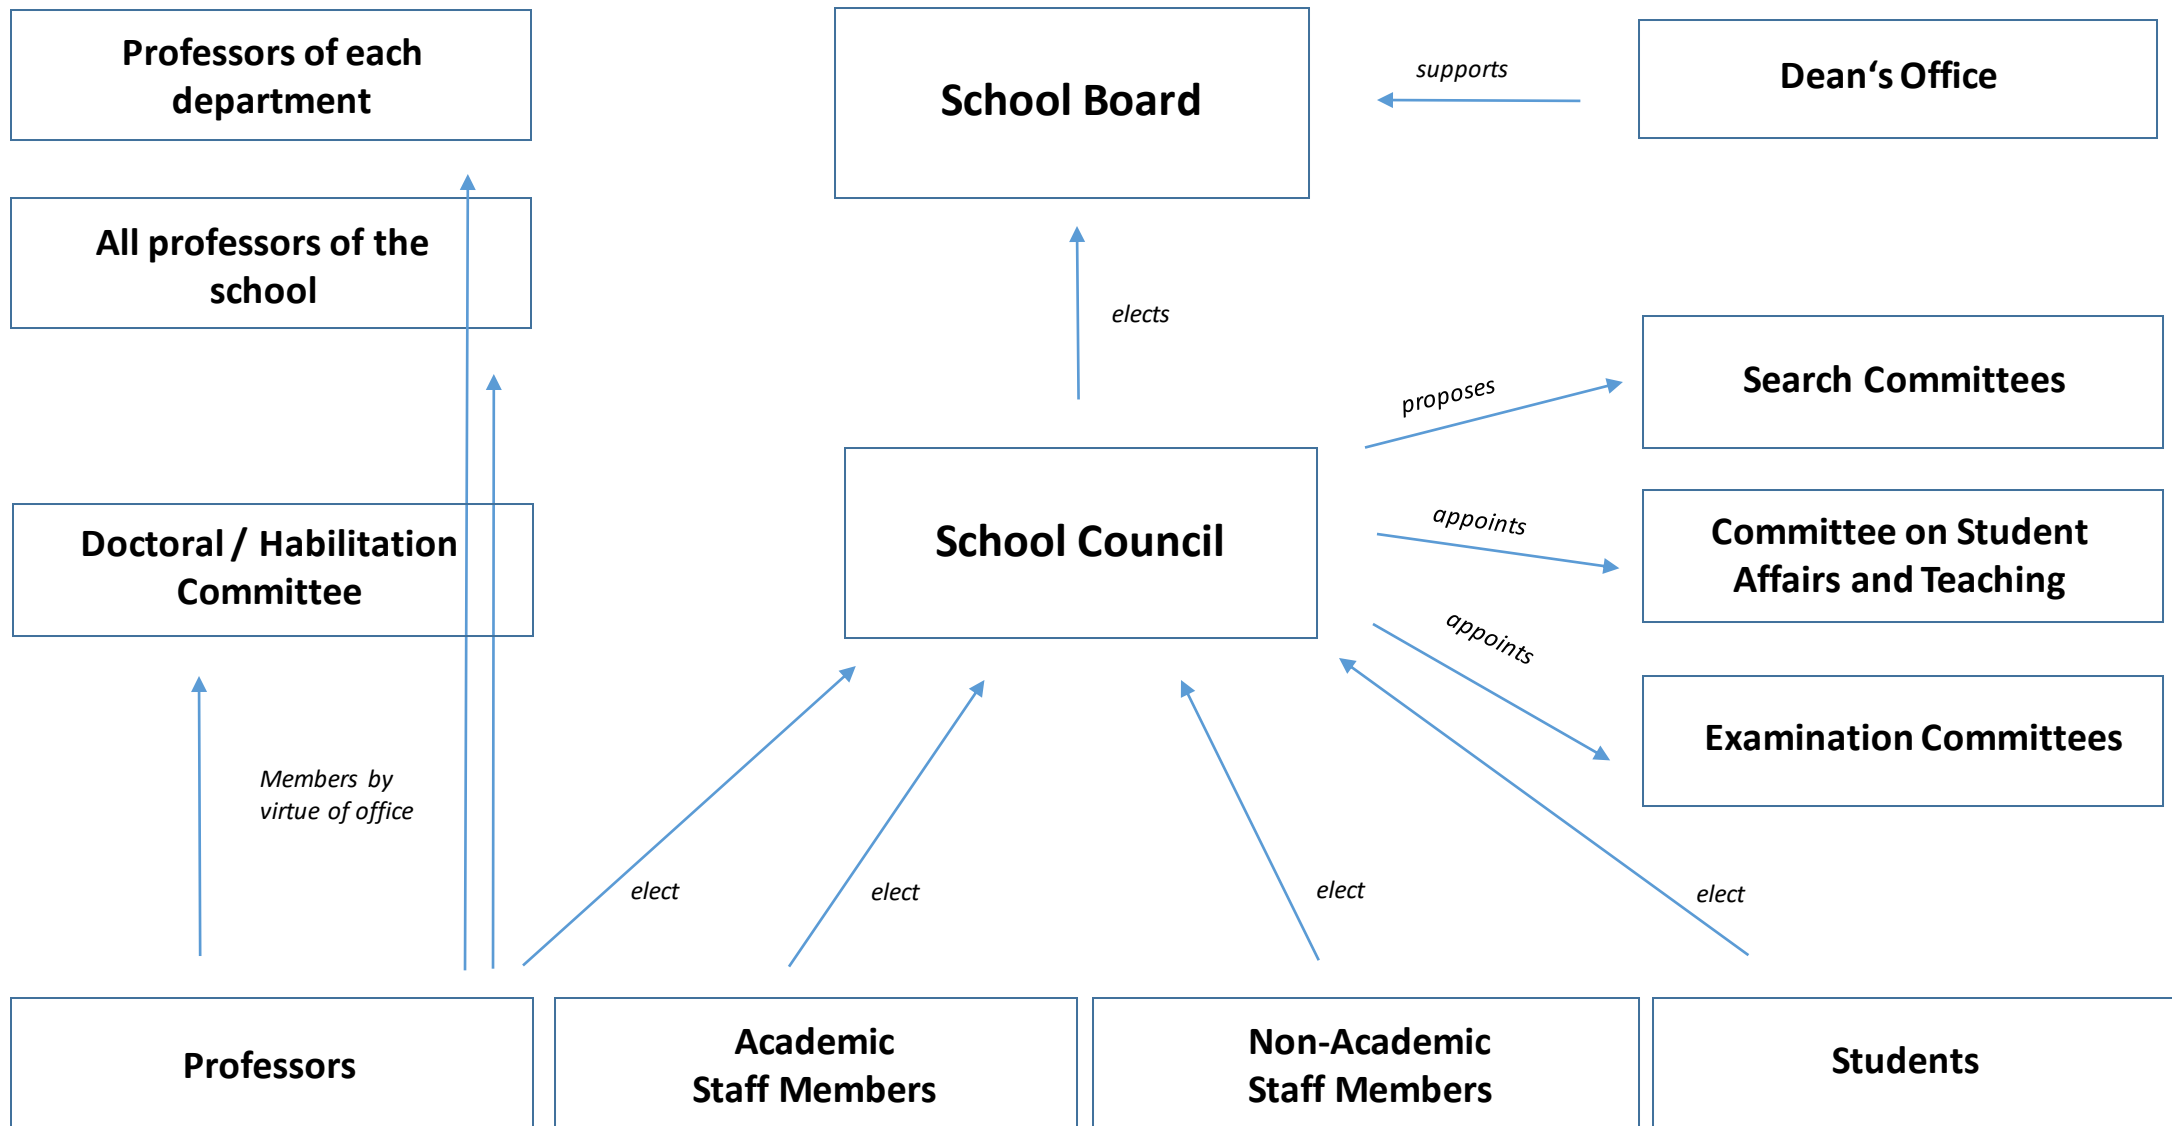 Professors of each
department
School Board
supports
Dean‘s Office
All professors of the
school
elects
proposes
Search Committees
Doctoral / Habilitation
Committee
School Council
appoints
Committee on Student
Affairs and Teaching
appoints
Examination Committees
Members by
virtue of office
elect
elect
elect
elect
Professors
Academic
Staff Members
Non-Academic
Staff Members
Students